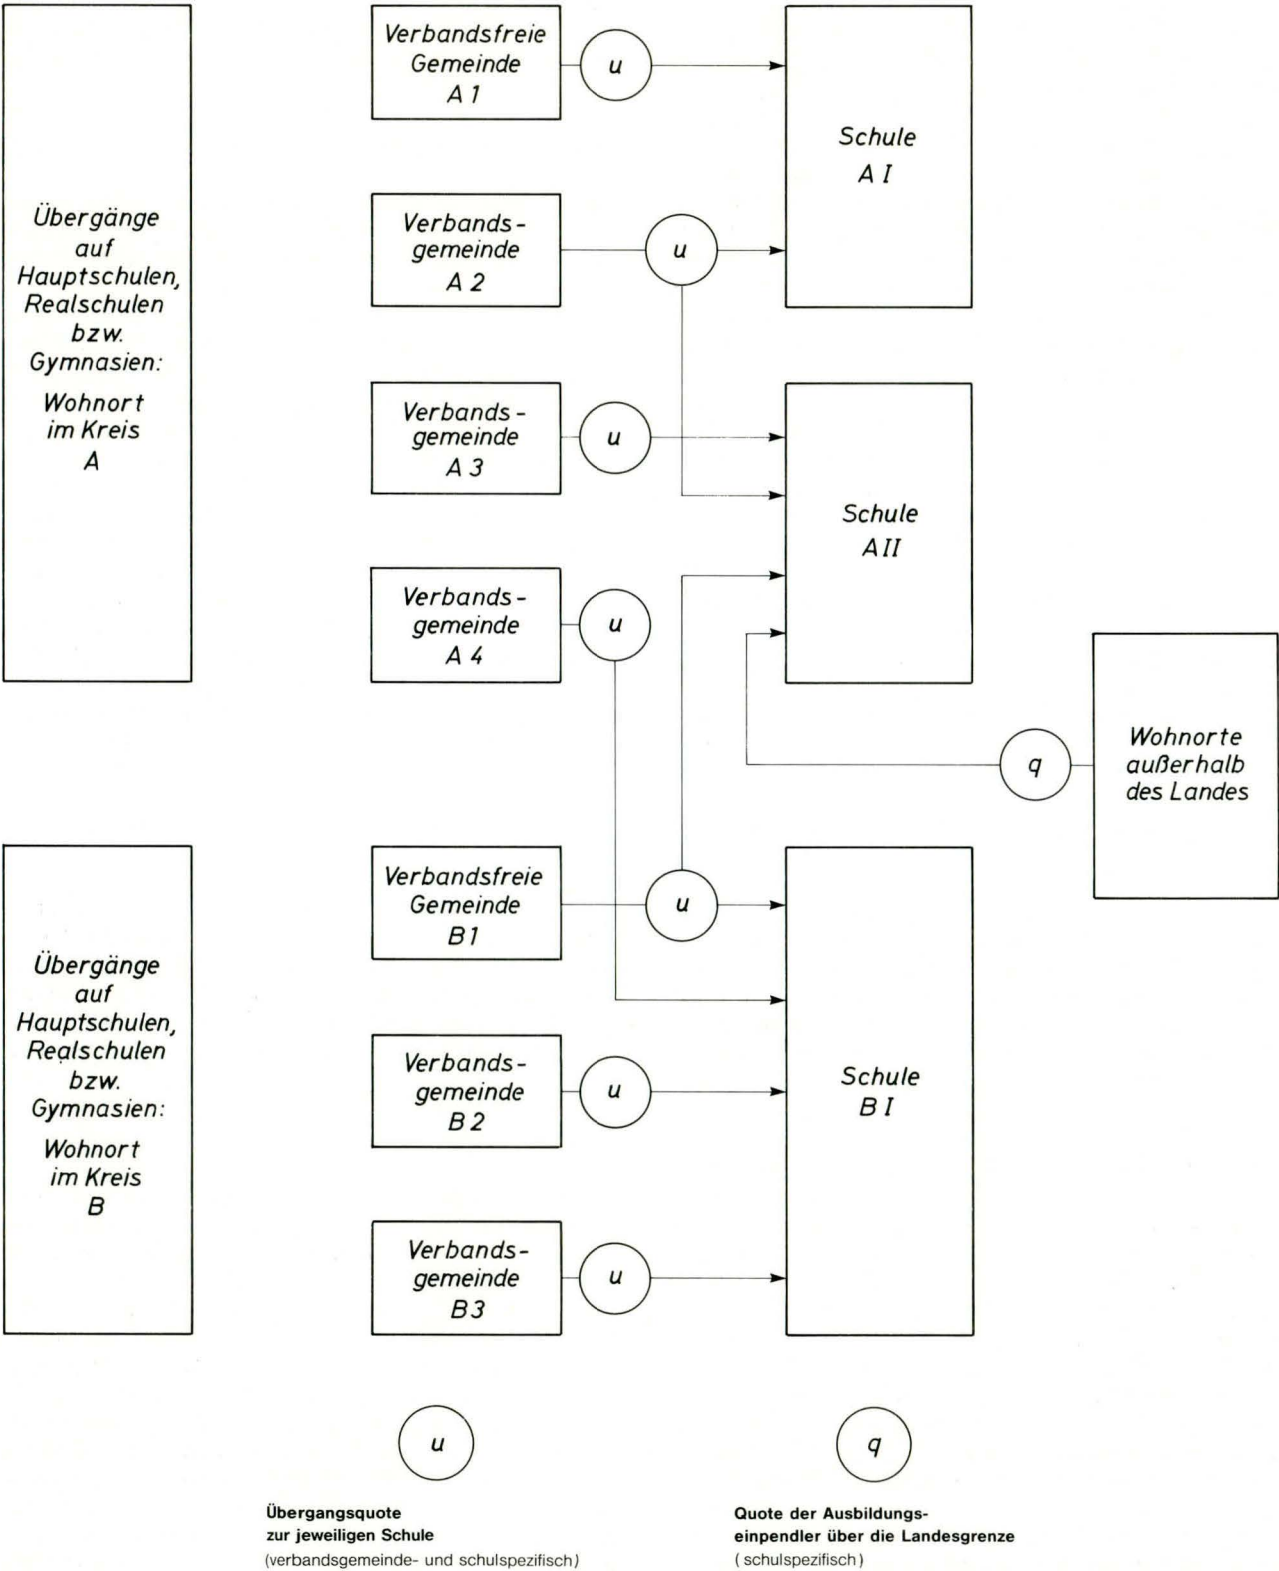 Übergänge
auf
Hauptschulen,
Realschulen
bzw.
Gymnasien:
Wohnort
im Kreis
A
Verbandsfreie
Gemeinde
A 1
u
Schule
A I
Verbands-
gemeinde
A 2
u
Verbands-
gemeinde
A 3
u
Schule
A II
Verbands-
gemeinde
A 4
u
Wohnorte
außerhalb
des Landes
q
Übergänge
auf
Hauptschulen,
Realschulen
bzw.
Gymnasien:
Wohnort
im Kreis
B
Verbandsfreie
Gemeinde
B 1
u
Verbands-
gemeinde
B 2
u
Schule
B I
Verbands-
gemeinde
B 3
u
u
Übergangsquote
zur jeweiligen Schule
(verbandsgemeinde- und schulspezifisch)
q
Quote der Ausbildungs-
einpendler über die Landesgrenze
(schulspezifisch)